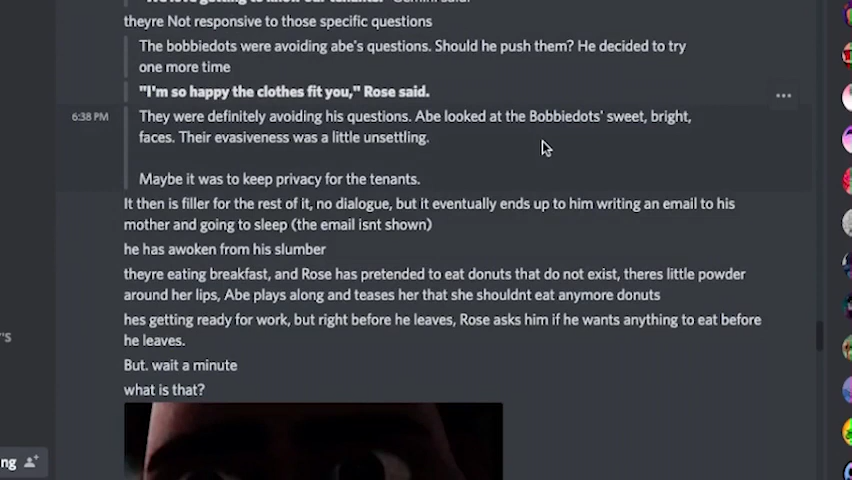 theyre Not responsive to those specific questions
The bobbiedots were avoiding abe's questions. Should he push them? He decided to try
one more time
"I'm so happy the clothes fit you," Rose said.
6:38 PM
They were definitely avoiding his questions. Abe looked at the Bobbiedots' sweet, bright,
faces. Their evasiveness was a little unsettling.
Maybe it was to keep privacy for the tenants.
It then is filler for the rest of it, no dialogue, but it eventually ends up to him writing an email to his
mother and going to sleep (the email isnt shown)
he has awoken from his slumber
theyre eating breakfast, and Rose has pretended to eat donuts that do not exist, theres little powder
around her lips, Abe plays along and teases her that she shouldnt eat anymore donuts
hes getting ready for work, but right before he leaves, Rose asks him if he wants anything to eat before
he leaves.
But. wait a minute
what is that?
's
ng